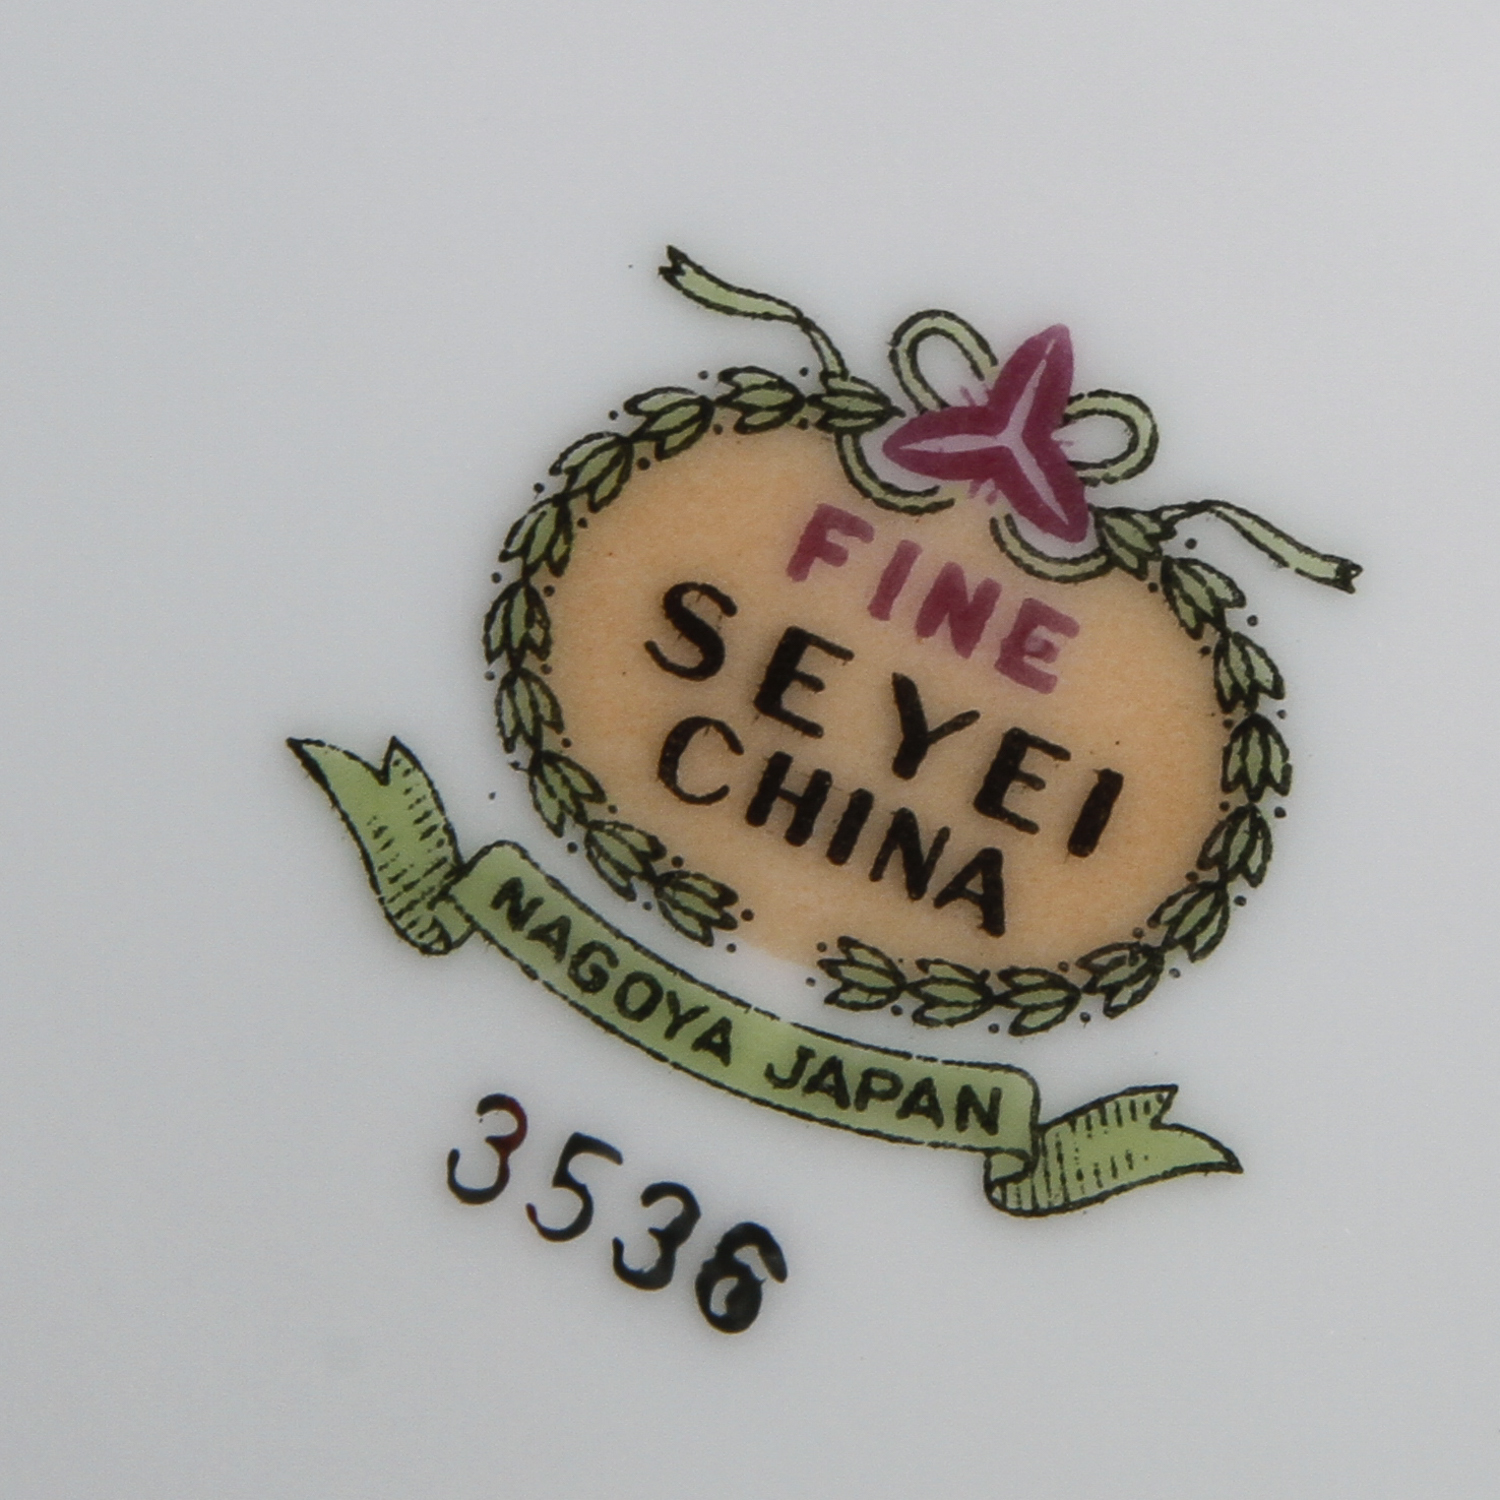 FINE
SEYEI
CHINA
NAGOYA JAPAN
3536